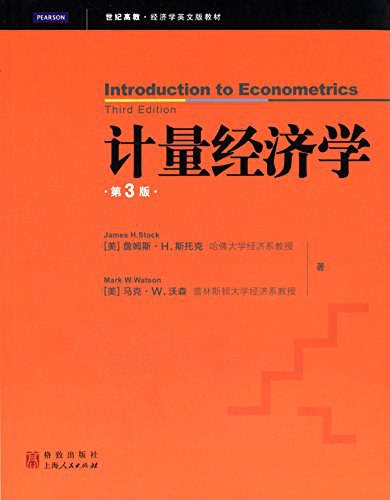 PEARSON
世纪高教·经济学英文版教材
Introduction to Econometrics
Third Edition
计量经济学
·第3版·
James H.Stock
[美]詹姆斯·H.斯托克 哈佛大学经济系教授
Mark W.Watson
[美]马克·W.沃森 普林斯顿大学经济系教授
著
格致出版社
上海人民出版社